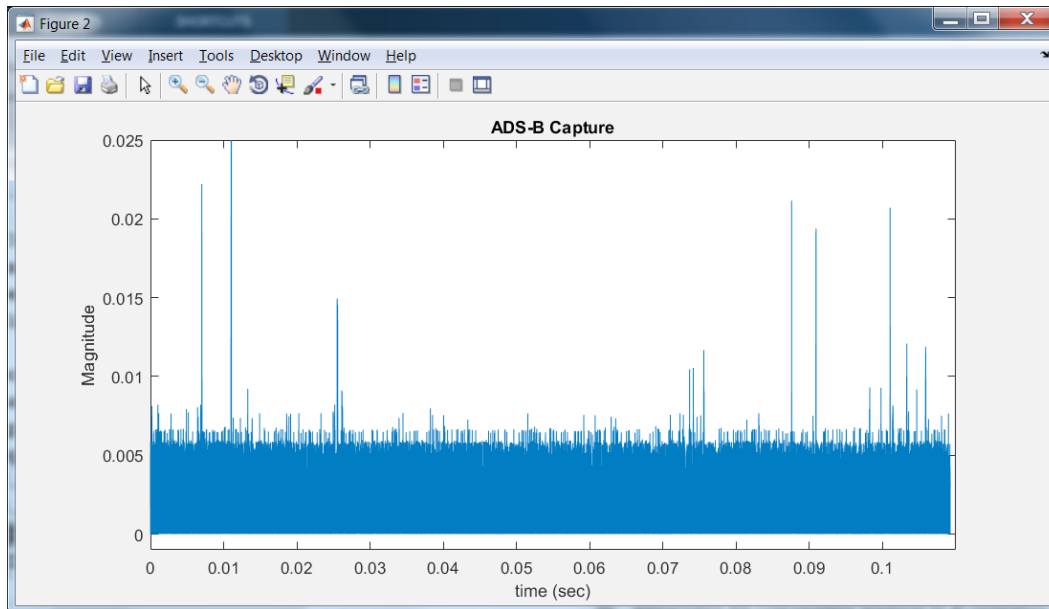 Figure 2
File Edit View Insert Tools Desktop Window Help
ADS-B Capture
0.025
0.02
0.015
0.01
0.005
0
Magnitude
0 0.01 0.02 0.03 0.04 0.05 0.06 0.07 0.08 0.09 0.1
time (sec)